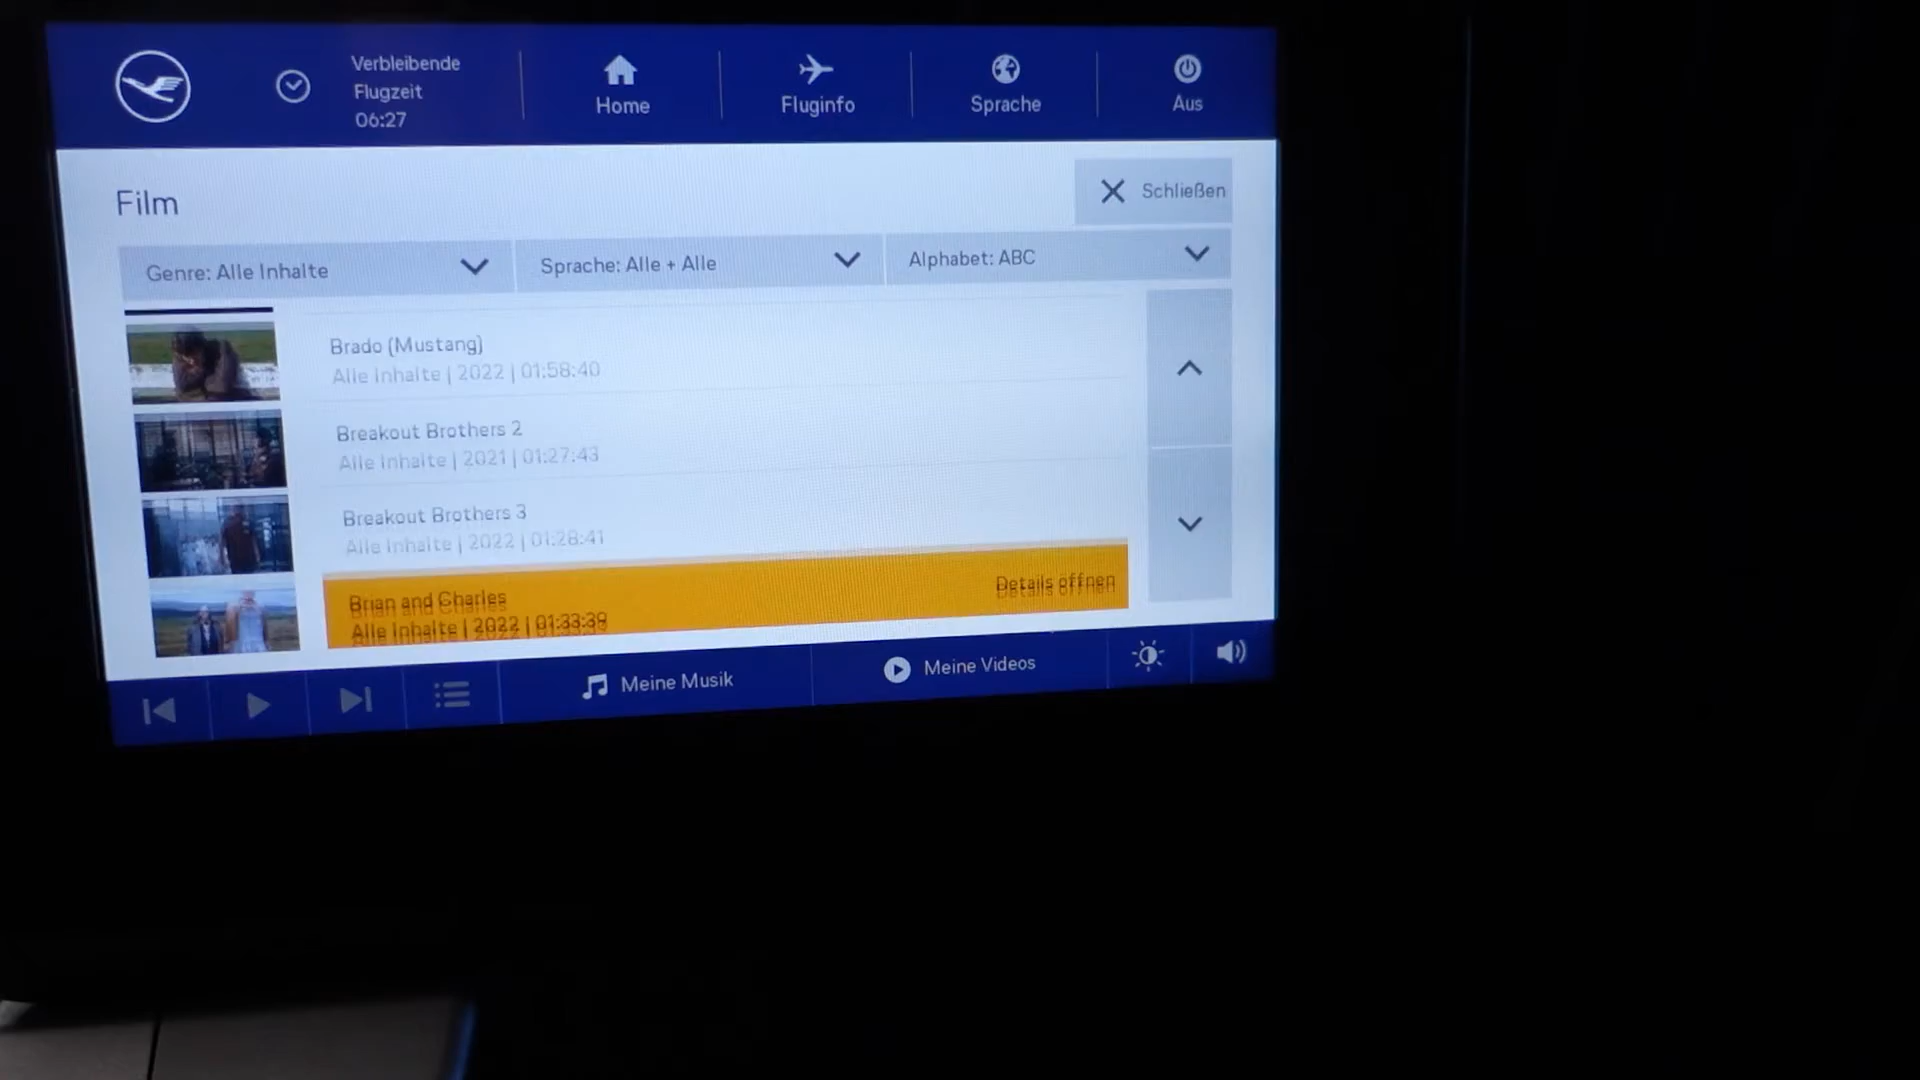 Verbleibende
Flugzeit
06:27
Home
Fluginfo
Sprache
Aus
Film
Schließen
Genre: Alle Inhalte
Sprache: Alle + Alle
Alphabet: ABC
Brado (Mustang)
Alle Inhalte | 2022 | 01:58:40
Breakout Brothers 2
Alle Inhalte | 2021 | 01:27:43
Breakout Brothers 3
Alle Inhalte | 2022 | 01:28:41
Brian and Charles
Details öffnen
Alle Inhalte | 2022 | 01:33:39
Meine Musik
Meine Videos